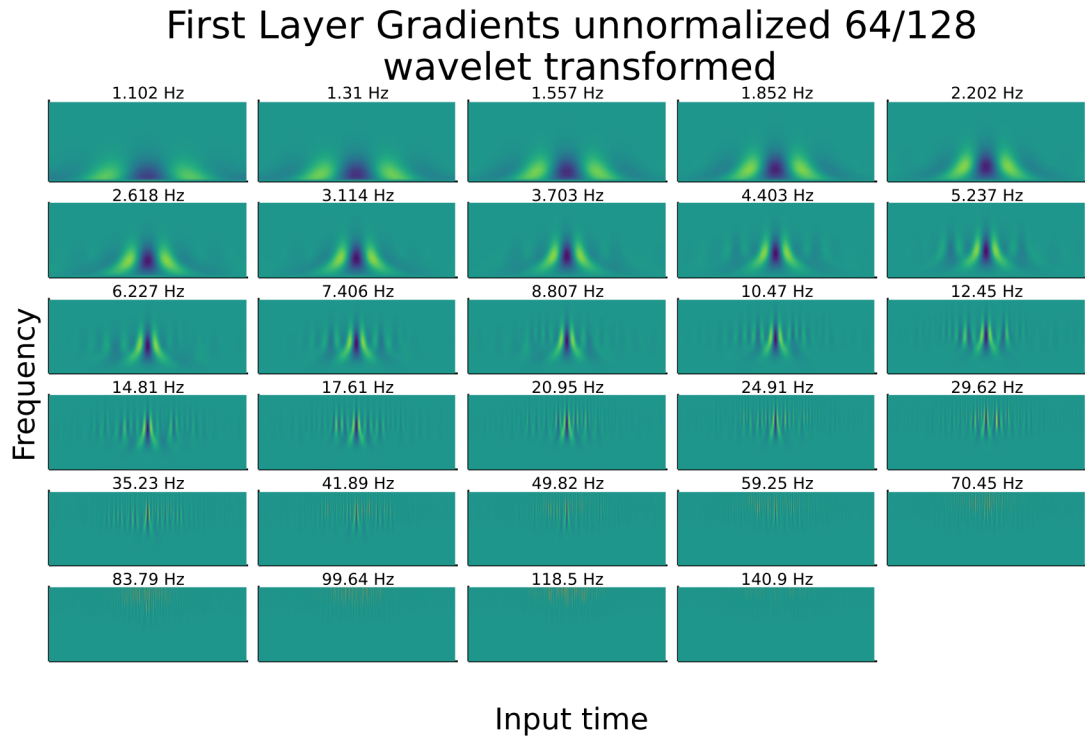 First Layer Gradients unnormalized 64/128
wavelet transformed
1.102 Hz 1.31 Hz 1.557 Hz 1.852 Hz 2.202 Hz
2.618 Hz 3.114 Hz 3.703 Hz 4.403 Hz 5.237 Hz
6.227 Hz 7.406 Hz 8.807 Hz 10.47 Hz 12.45 Hz
14.81 Hz 17.61 Hz 20.95 Hz 24.91 Hz 29.62 Hz
35.23 Hz 41.89 Hz 49.82 Hz 59.25 Hz 70.45 Hz
83.79 Hz 99.64 Hz 118.5 Hz 140.9 Hz
Frequency
Input time